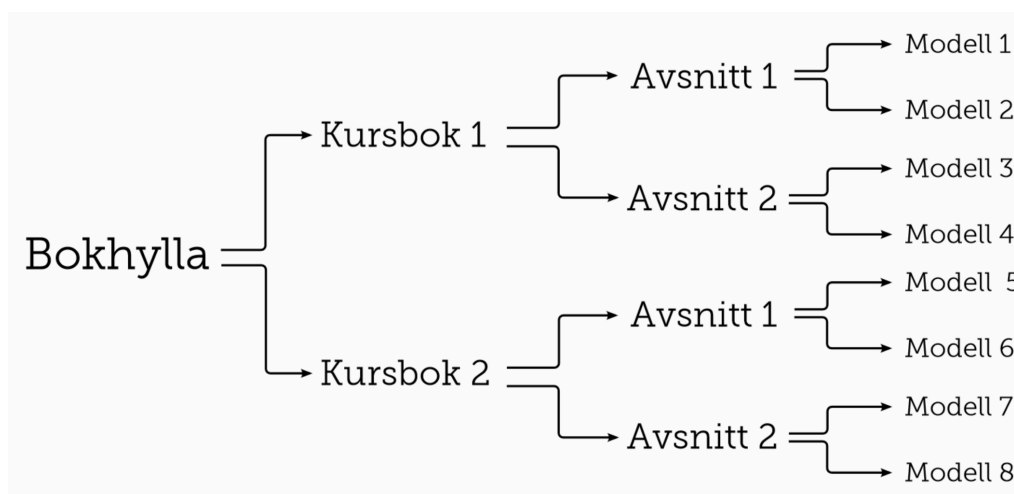 Bokhylla
Kursbok 1
Avsnitt 1
Modell 1
Modell 2
Avsnitt 2
Modell 3
Modell 4
Kursbok 2
Avsnitt 1
Modell 5
Modell 6
Avsnitt 2
Modell 7
Modell 8